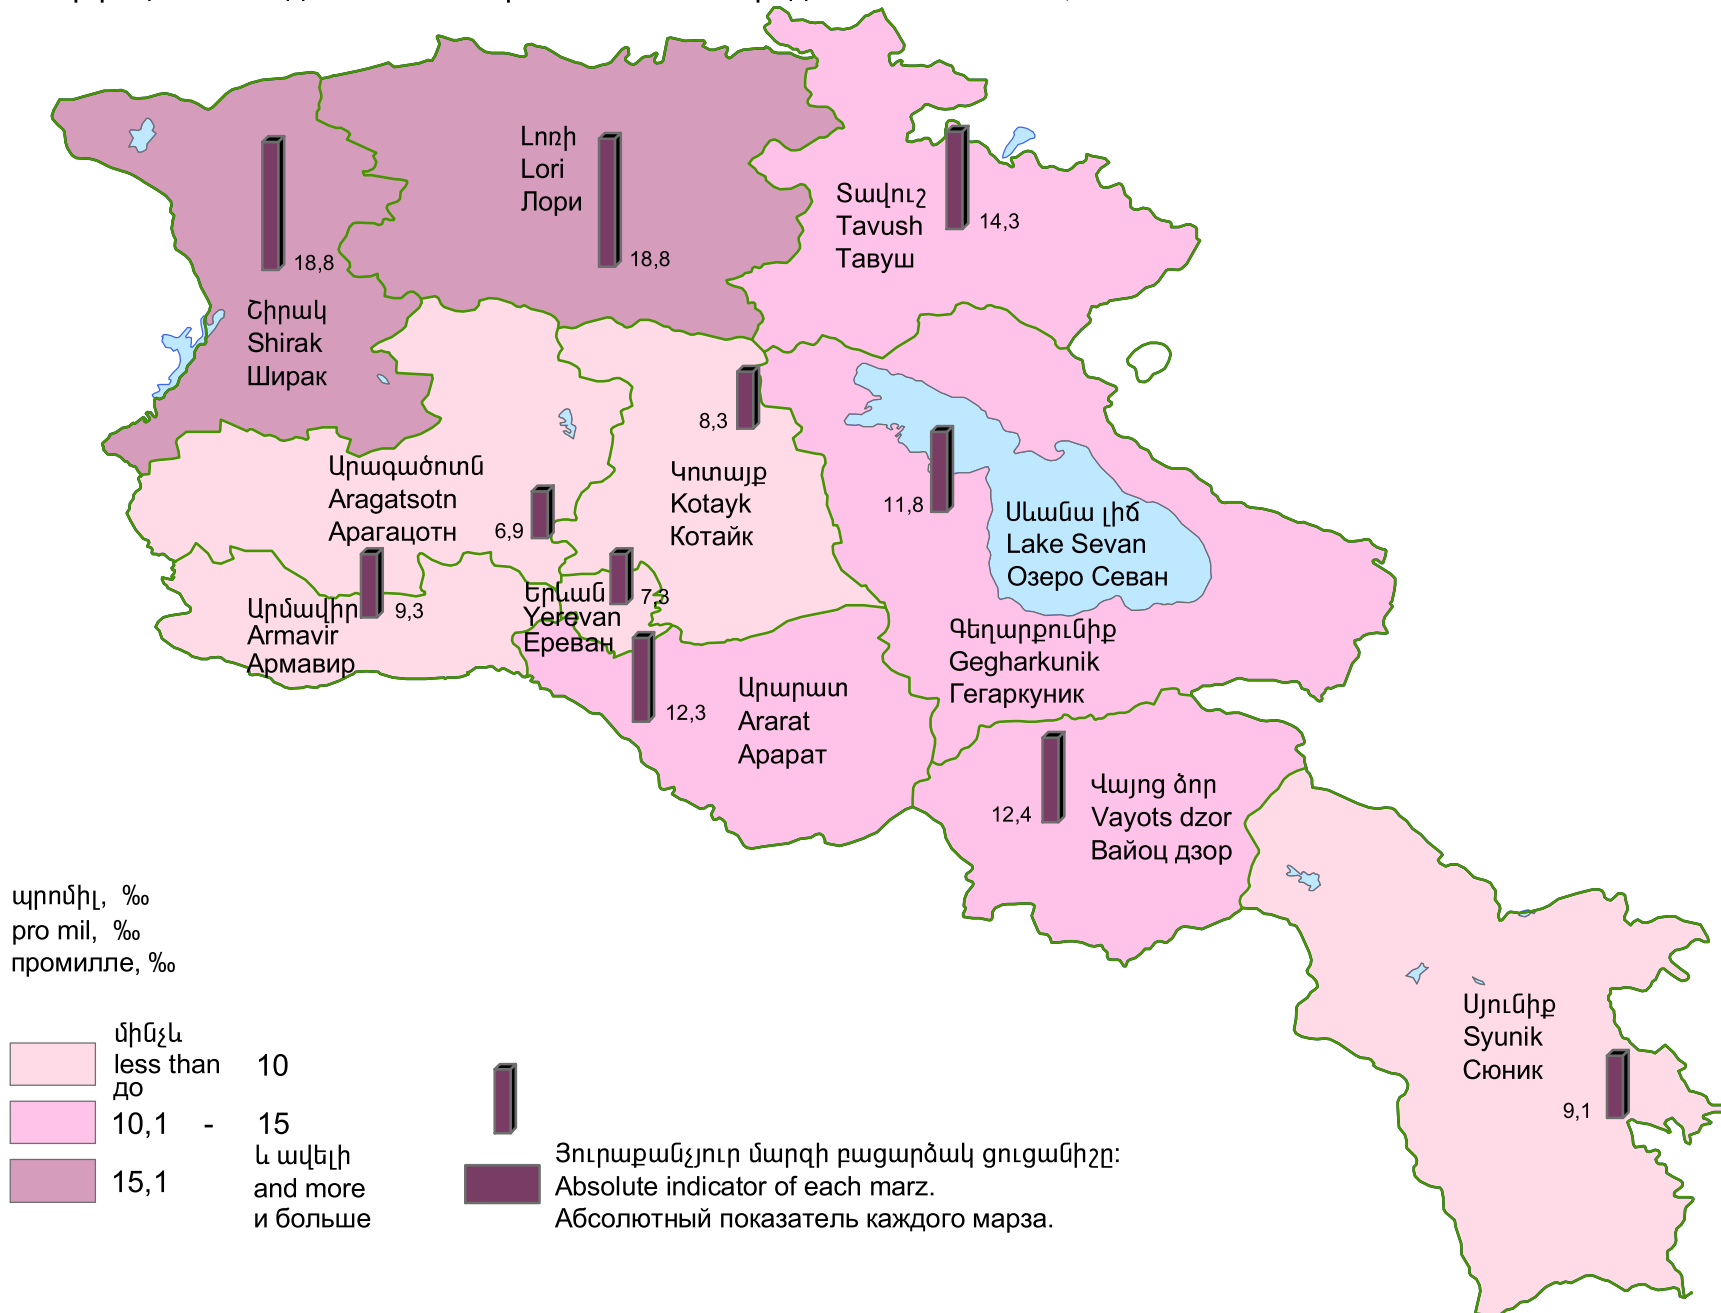 Լոռի
Lori
Лори
18,8
Տավուշ
Tavush
Тавуш
14,3
18,8
Շիրակ
Shirak
Ширак
8,3
Արագածոտն
Aragatsotn
Арагацотн
6,9
Կոտայք
Kotayk
Котайк
11,8
Սևանա լիճ
Lake Sevan
Озеро Севан
Արմավիր
Armavir
Армавир
9,3
Երևան
Yerevan
Ереван
7,3
Գեղարքունիք
Gegharkunik
Гегаркуник
Արարատ
Ararat
Арарат
12,3
Վայոց ձոր
Vayots dzor
Вайоц дзор
12,4
Սյունիք
Syunik
Сюник
9,1
պրոմիլ, ‰
pro mil, ‰
промилле, ‰
մինչև
less than 10
до
10,1 - 15
և ավելի
15,1 and more
и больше
Յուրաքանչյուր մարզի բացարձակ ցուցանիշը:
Absolute indicator of each marz.
Абсолютный показатель каждого марза.